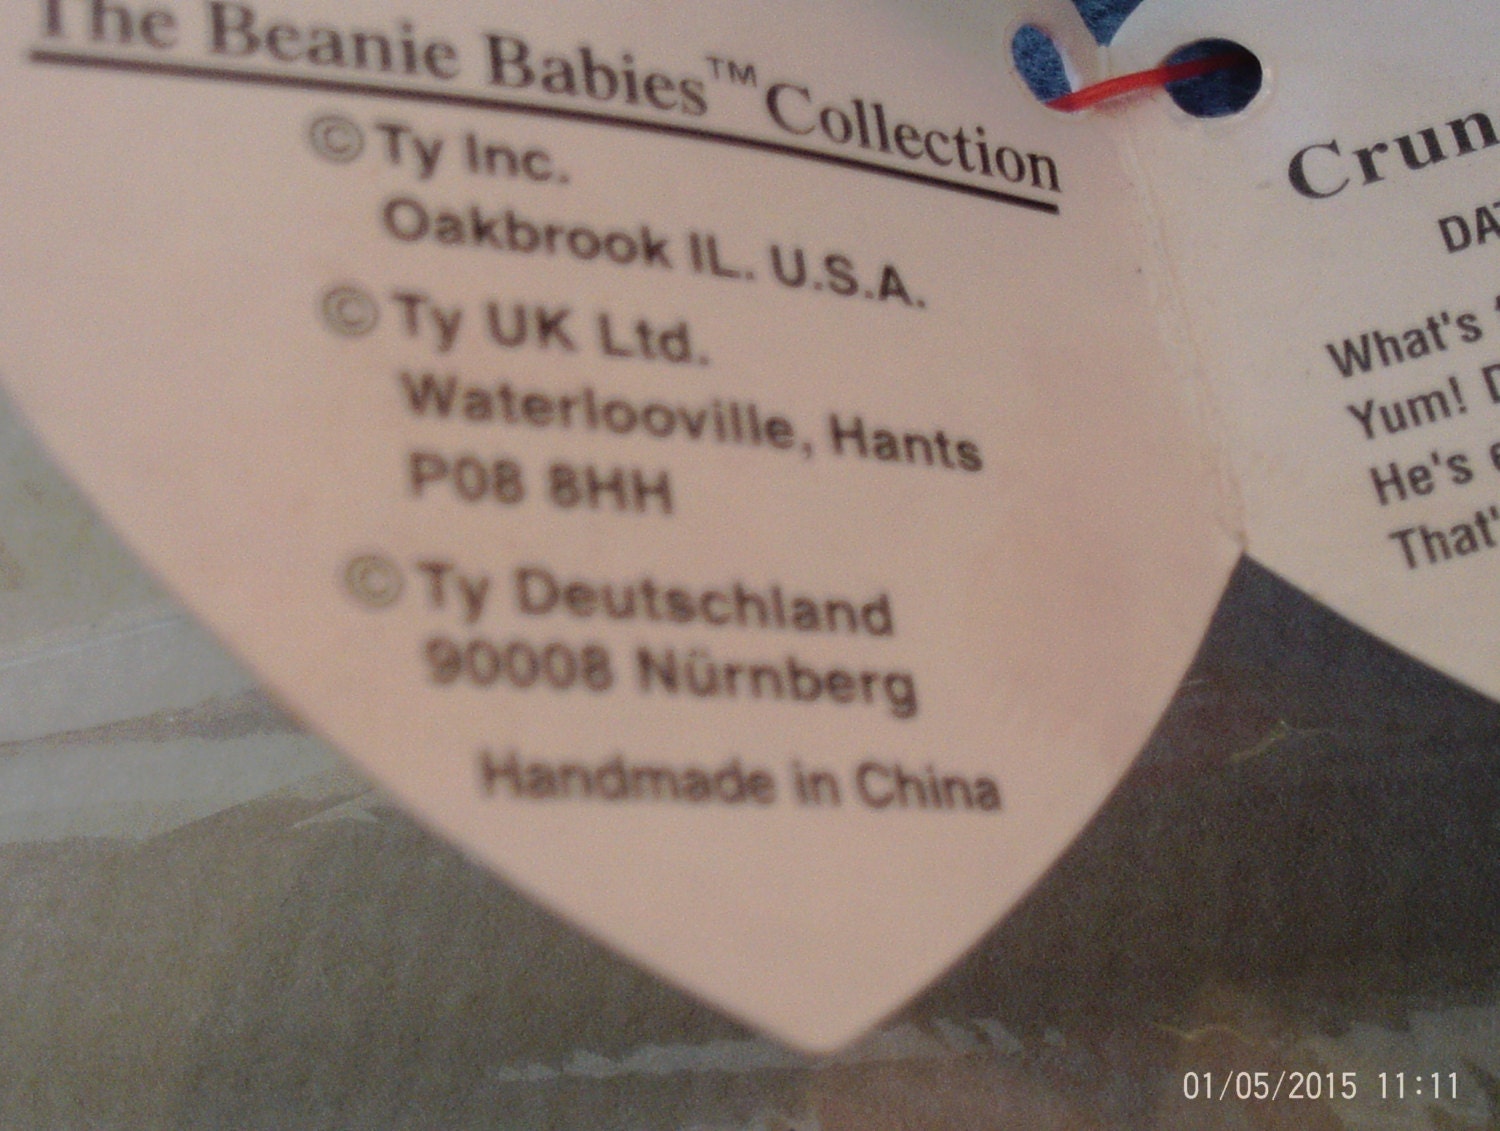 The Beanie Babies™ Collection
© Ty Inc.
Oakbrook IL. U.S.A.
© Ty UK Ltd.
Waterlooville, Hants
P08 8HH
© Ty Deutschland
90008 Nürnberg
Handmade in China
Crun
DA
What's
Yum! D
He's e
That'
01/05/2015 11:11